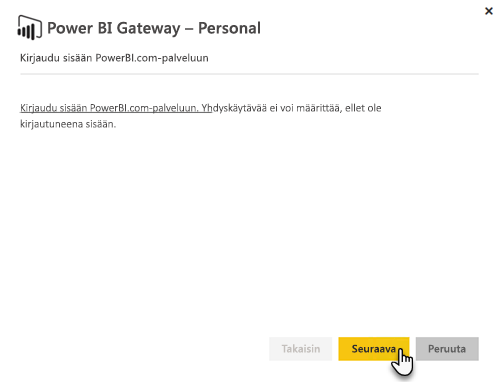 Power BI Gateway – Personal
Kirjaudu sisään PowerBI.com-palveluun
Kirjaudu sisään PowerBI.com-palveluun. Yhdyskäytävää ei voi määrittää, ellet ole
kirjautuneena sisään.
Takaisin Seuraava Peruuta